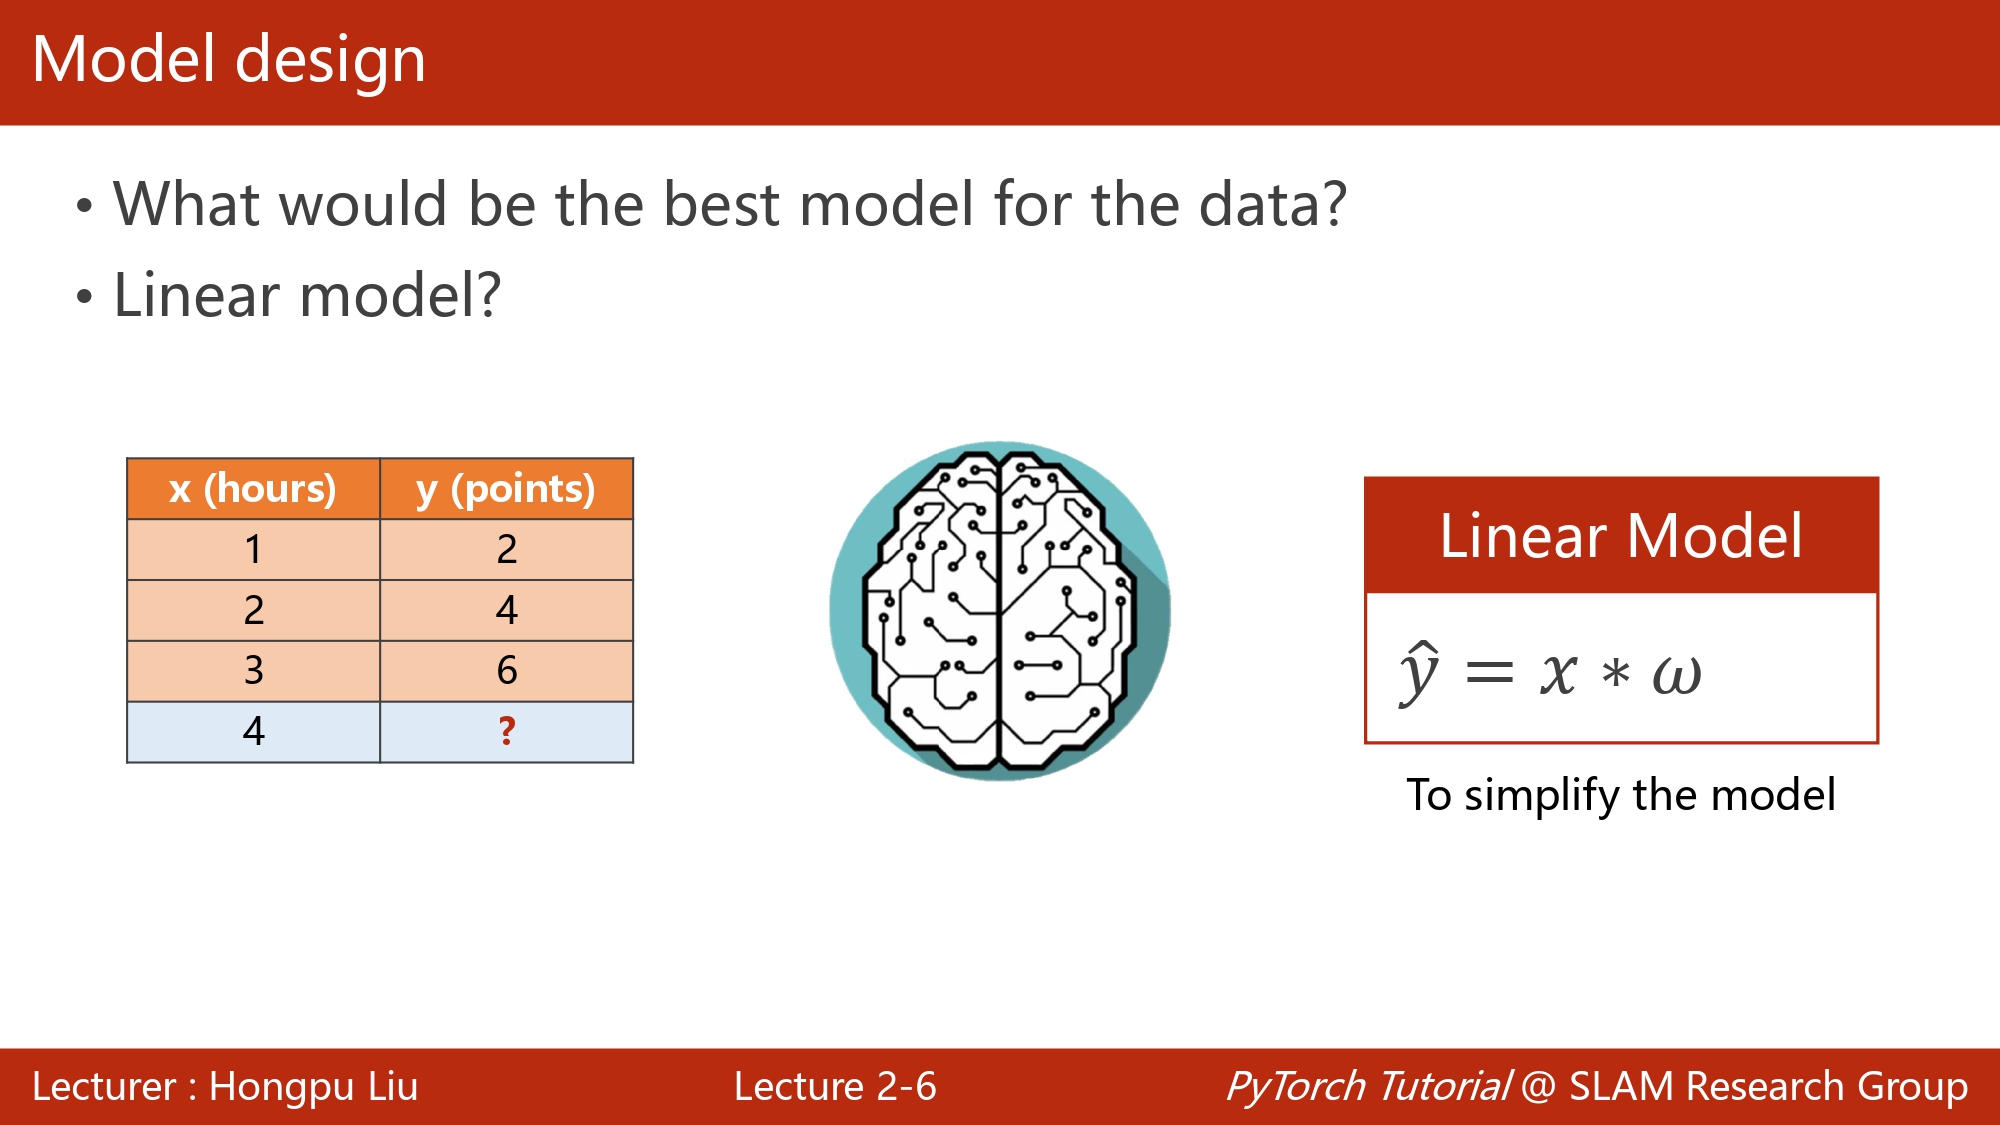 Model design
• What would be the best model for the data?
• Linear model?
x (hours) y (points)
1 2
2 4
3 6
4 ?
Linear Model
ŷ = x ∗ ω
To simplify the model
Lecturer : Hongpu Liu Lecture 2-6 PyTorch Tutorial @ SLAM Research Group